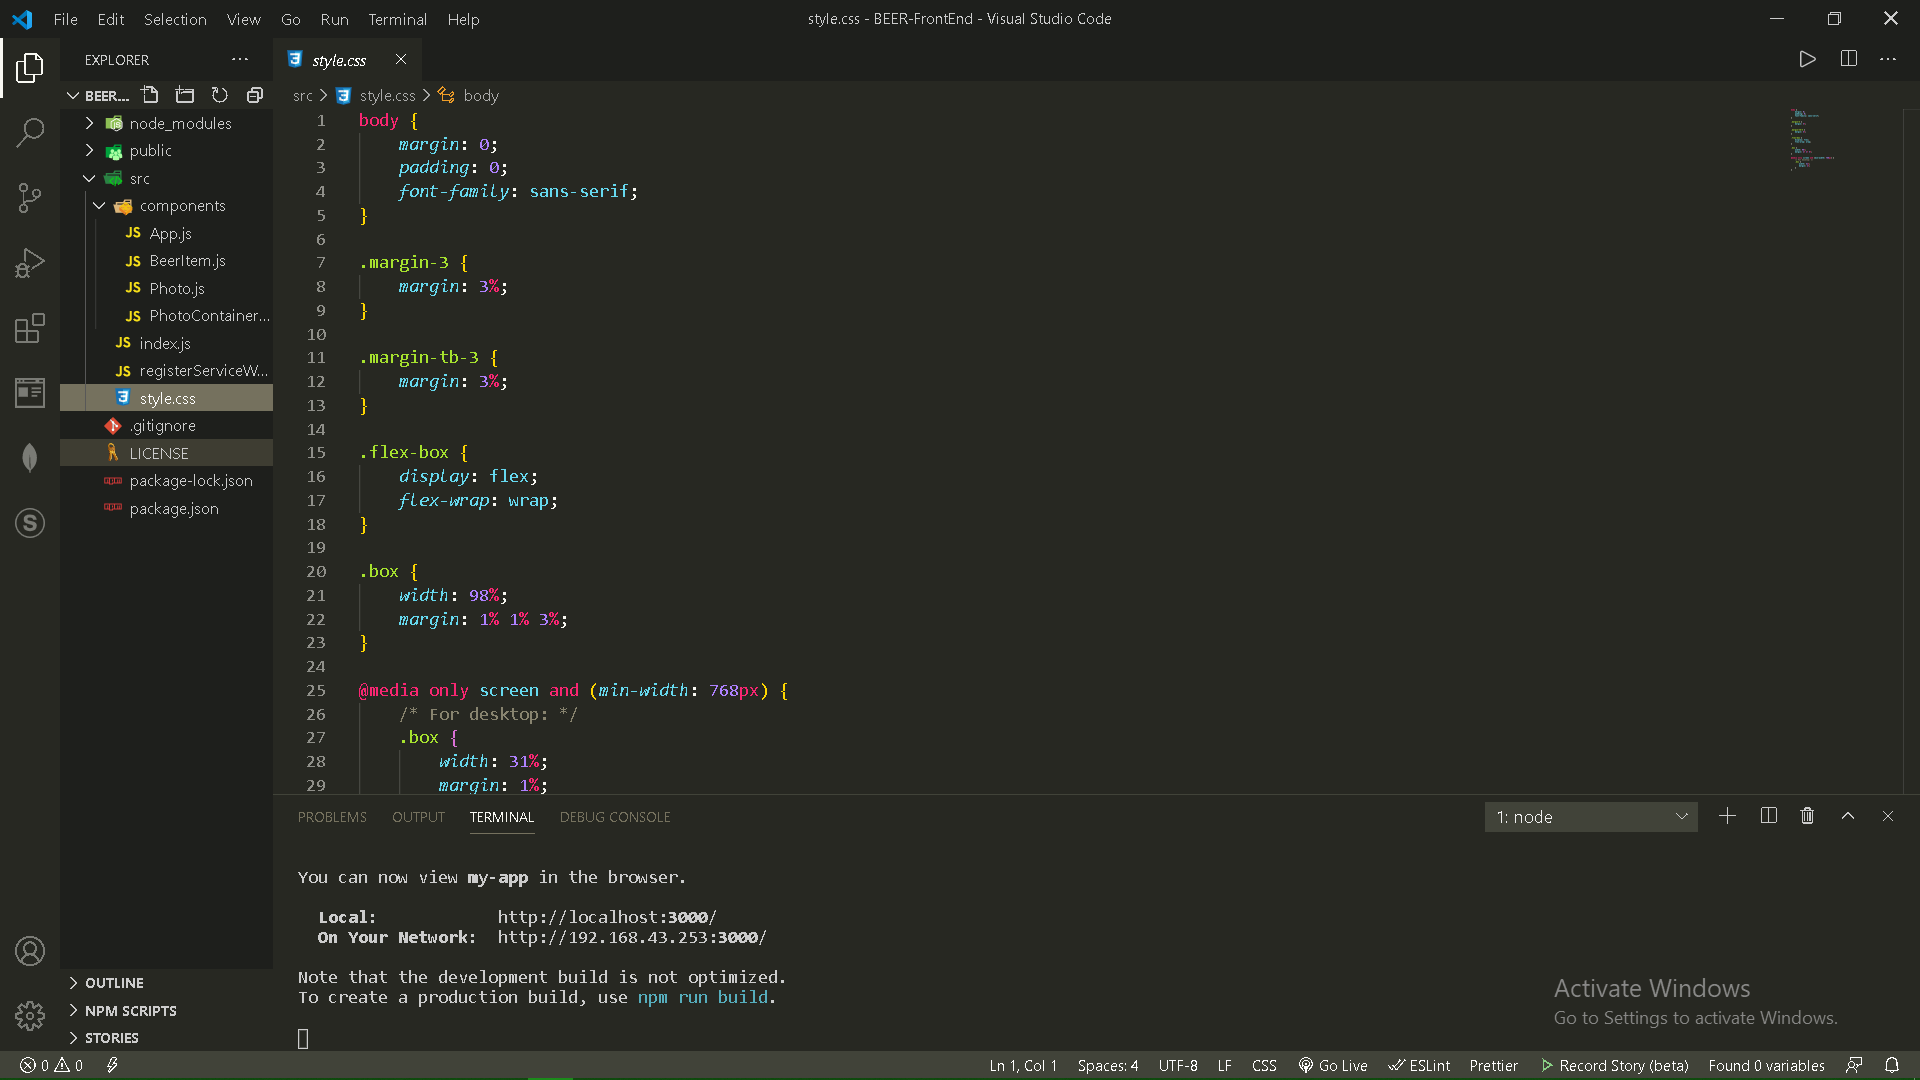 File Edit Selection View Go Run Terminal Help
style.css - BEER-FrontEnd - Visual Studio Code
EXPLORER
style.css
BEER...
src > style.css > body
node_modules
public
src
components
JS App.js
JS BeerItem.js
JS Photo.js
JS PhotoContainer...
JS index.js
JS registerServiceW...
style.css
.gitignore
LICENSE
package-lock.json
package.json
OUTLINE
NPM SCRIPTS
STORIES
1 body {
2 margin: 0;
3 padding: 0;
4 font-family: sans-serif;
5 }
6
7 .margin-3 {
8 margin: 3%;
9 }
10
11 .margin-tb-3 {
12 margin: 3%;
13 }
14
15 .flex-box {
16 display: flex;
17 flex-wrap: wrap;
18 }
19
20 .box {
21 width: 98%;
22 margin: 1% 1% 3%;
23 }
24
25 @media only screen and (min-width: 768px) {
26 /* For desktop: */
27 .box {
28 width: 31%;
29 margin: 1%;
PROBLEMS OUTPUT TERMINAL DEBUG CONSOLE
1: node
You can now view my-app in the browser.
Local: http://localhost:3000/
On Your Network: http://192.168.43.253:3000/
Note that the development build is not optimized.
To create a production build, use npm run build.
Activate Windows
Go to Settings to activate Windows.
0 0
Ln 1, Col 1 Spaces: 4 UTF-8 LF CSS Go Live ESLint Prettier Record Story (beta) Found 0 variables